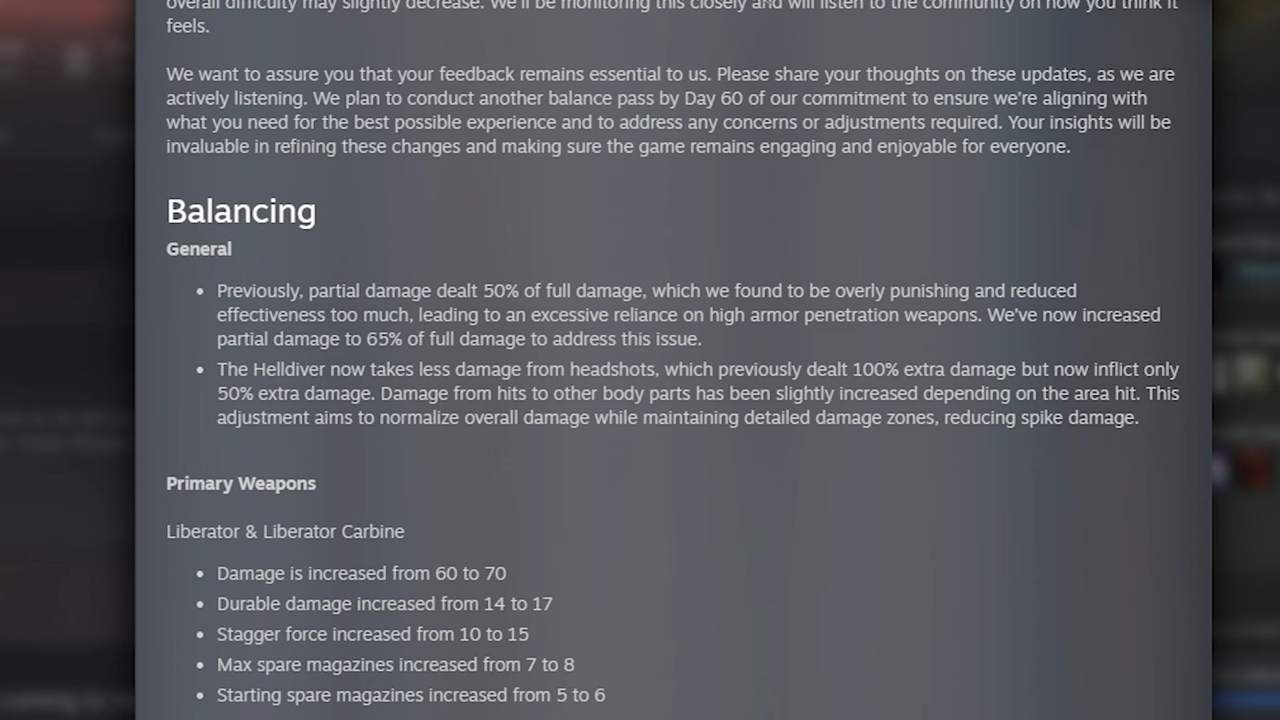 overall difficulty may slightly decrease. We'll be monitoring this closely and will listen to the community on how you think it
feels.
We want to assure you that your feedback remains essential to us. Please share your thoughts on these updates, as we are
actively listening. We plan to conduct another balance pass by Day 60 of our commitment to ensure we're aligning with
what you need for the best possible experience and to address any concerns or adjustments required. Your insights will be
invaluable in refining these changes and making sure the game remains engaging and enjoyable for everyone.
Balancing
General
• Previously, partial damage dealt 50% of full damage, which we found to be overly punishing and reduced
effectiveness too much, leading to an excessive reliance on high armor penetration weapons. We've now increased
partial damage to 65% of full damage to address this issue.
• The Helldiver now takes less damage from headshots, which previously dealt 100% extra damage but now inflict only
50% extra damage. Damage from hits to other body parts has been slightly increased depending on the area hit. This
adjustment aims to normalize overall damage while maintaining detailed damage zones, reducing spike damage.
Primary Weapons
Liberator & Liberator Carbine
• Damage is increased from 60 to 70
• Durable damage increased from 14 to 17
• Stagger force increased from 10 to 15
• Max spare magazines increased from 7 to 8
• Starting spare magazines increased from 5 to 6